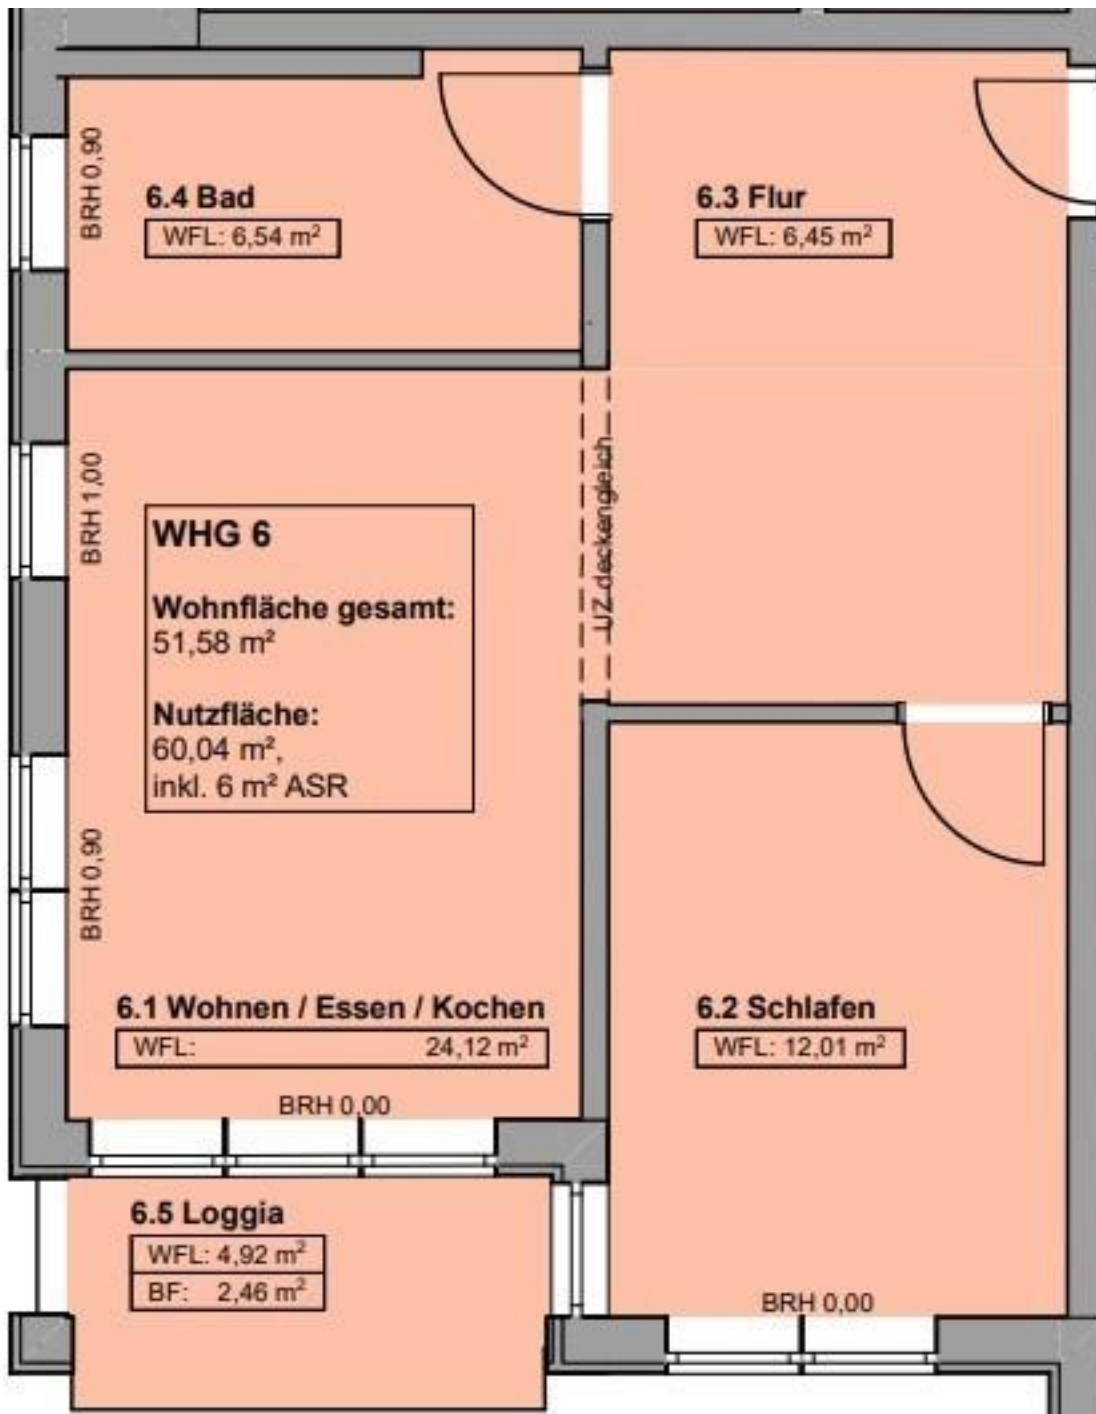 BRH 0,90
6.4 Bad
WFL: 6,54 m²
6.3 Flur
WFL: 6,45 m²
BRH 1,00
UZ deckengleich
WHG 6
Wohnfläche gesamt:
51,58 m²
Nutzfläche:
60,04 m²,
inkl. 6 m² ASR
BRH 0,90
6.1 Wohnen / Essen / Kochen
WFL: 24,12 m²
6.2 Schlafen
WFL: 12,01 m²
BRH 0,00
6.5 Loggia
WFL: 4,92 m²
BF: 2,46 m²
BRH 0,00